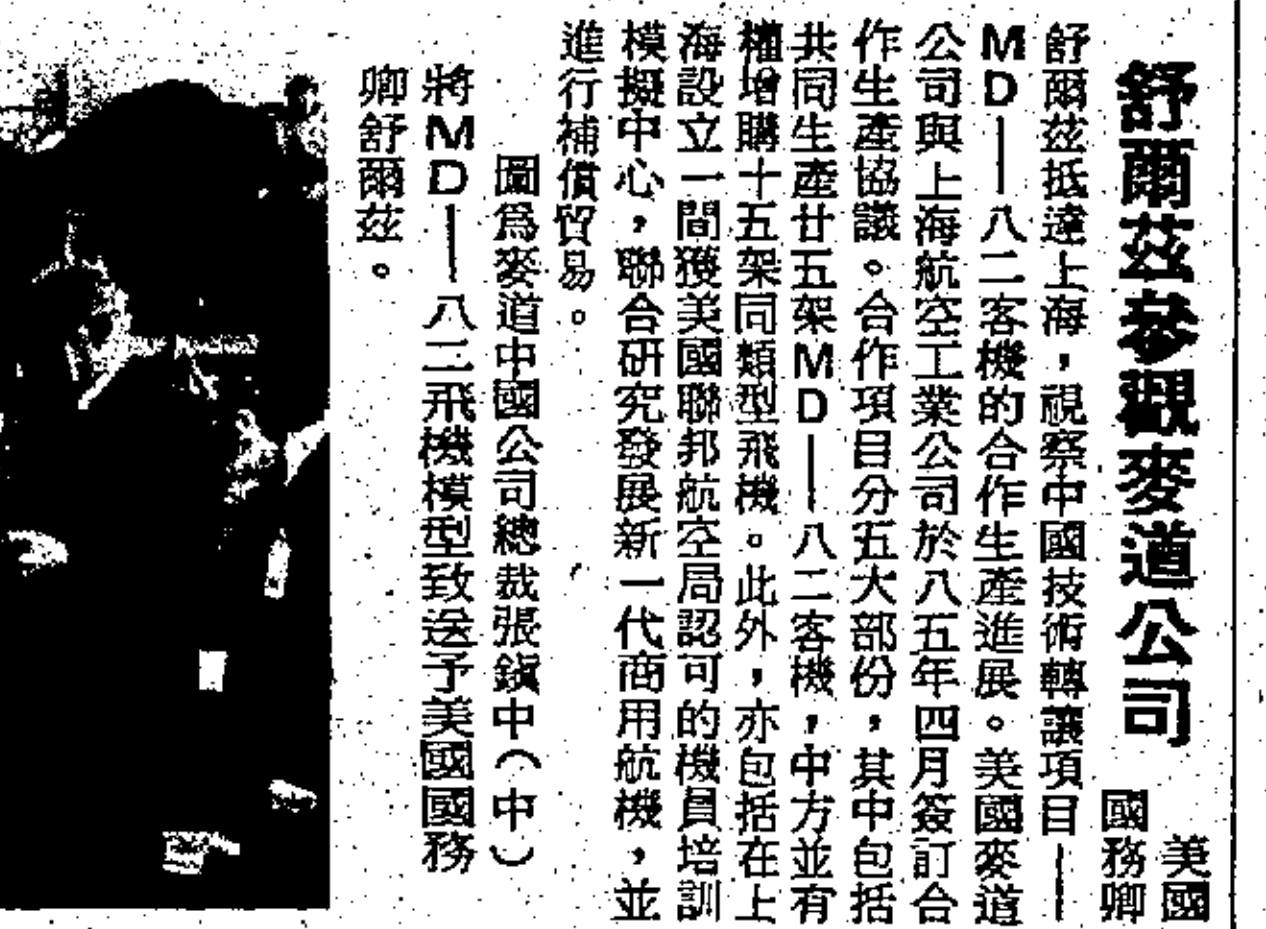 舒爾茲參觀麥道公司
美國
國務卿
舒爾茲抵達上海，視察中國技術轉讓項目—
MD—八二客機的合作生產進展。美國麥道
公司與上海航空工業公司於八五年四月簽訂合
作生產協議。合作項目分五大部份，其中包括
共同生產廿五架MD—八二客機，中方並有
權增購十五架同類型飛機。此外，亦包括在上
海設立一間獲美國聯邦航空局認可的機員培訓
模擬中心，聯合研究發展新一代商用航機，並
進行補償貿易。
圖爲麥道中國公司總裁張鎭中（中）
將MD—八二飛機模型致送予美國國務
卿舒爾茲。